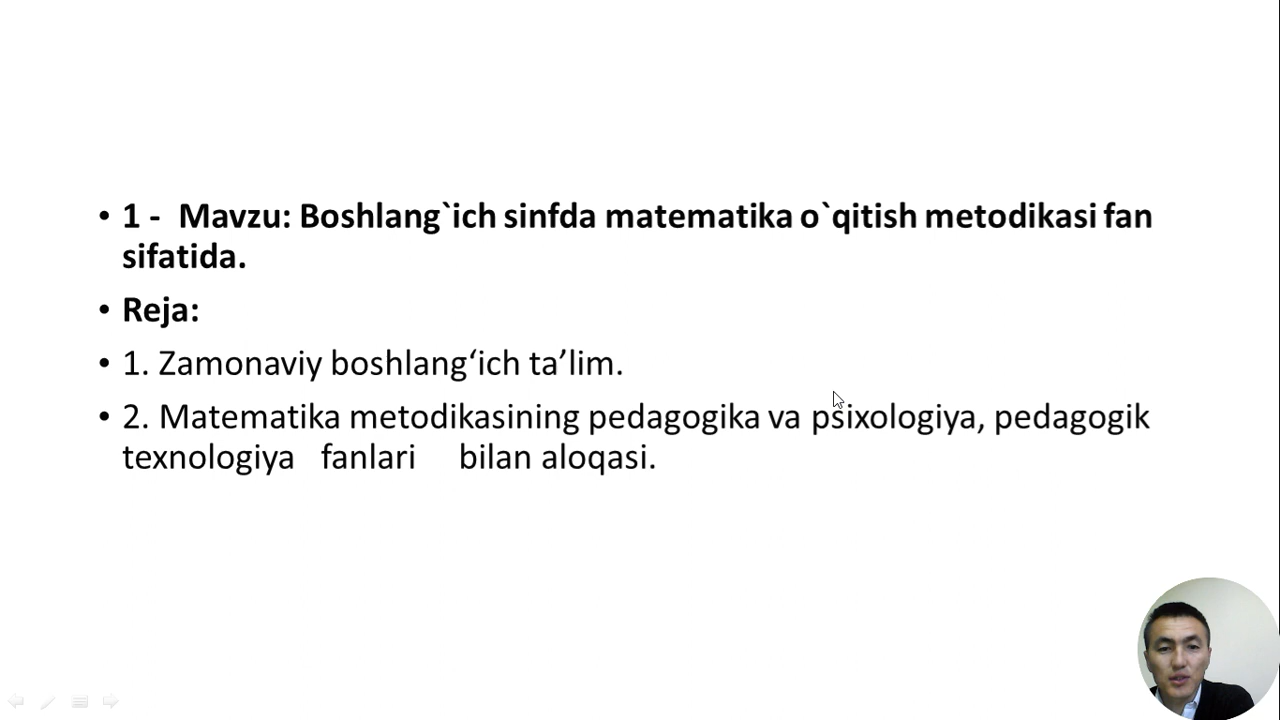 • 1 - Mavzu: Boshlang`ich sinfda matematika o`qitish metodikasi fan
sifatida.
• Reja:
• 1. Zamonaviy boshlang‘ich ta’lim.
• 2. Matematika metodikasining pedagogika va psixologiya, pedagogik
texnologiya fanlari bilan aloqasi.